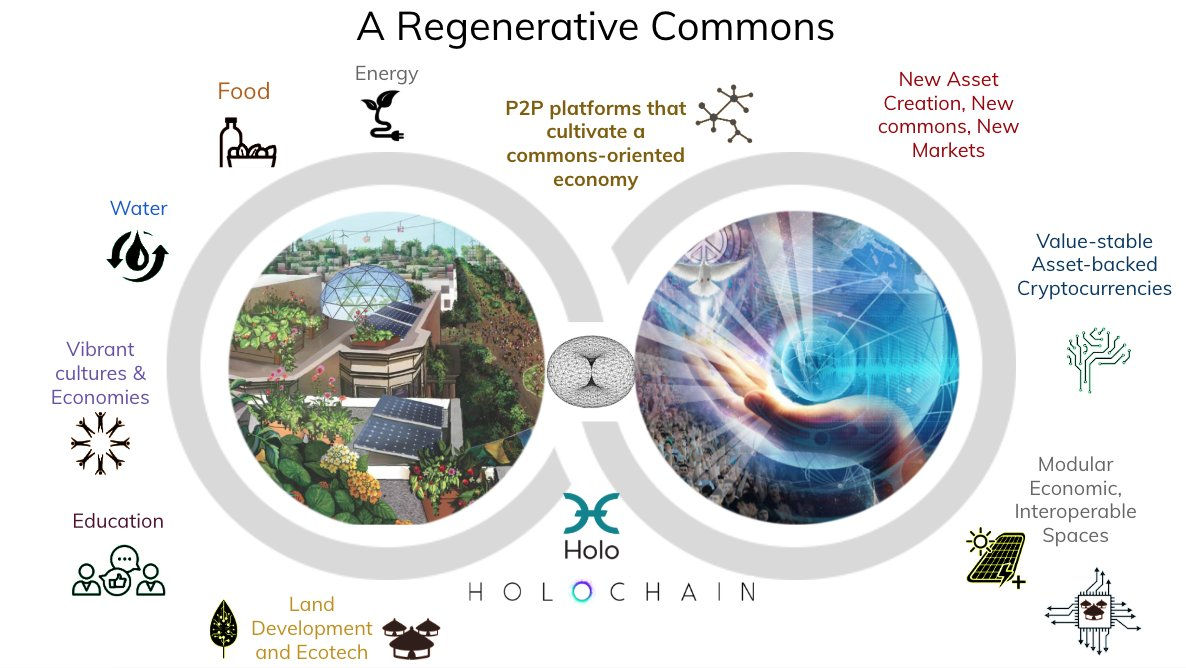 A Regenerative Commons
Food
Energy
P2P platforms that
cultivate a
commons-oriented
economy
New Asset
Creation, New
commons, New
Markets
Water
Value-stable
Asset-backed
Cryptocurrencies
Vibrant
cultures &
Economies
Modular
Economic,
Interoperable
Spaces
Education
Holo
HOLOCHAIN
Land
Development
and Ecotech